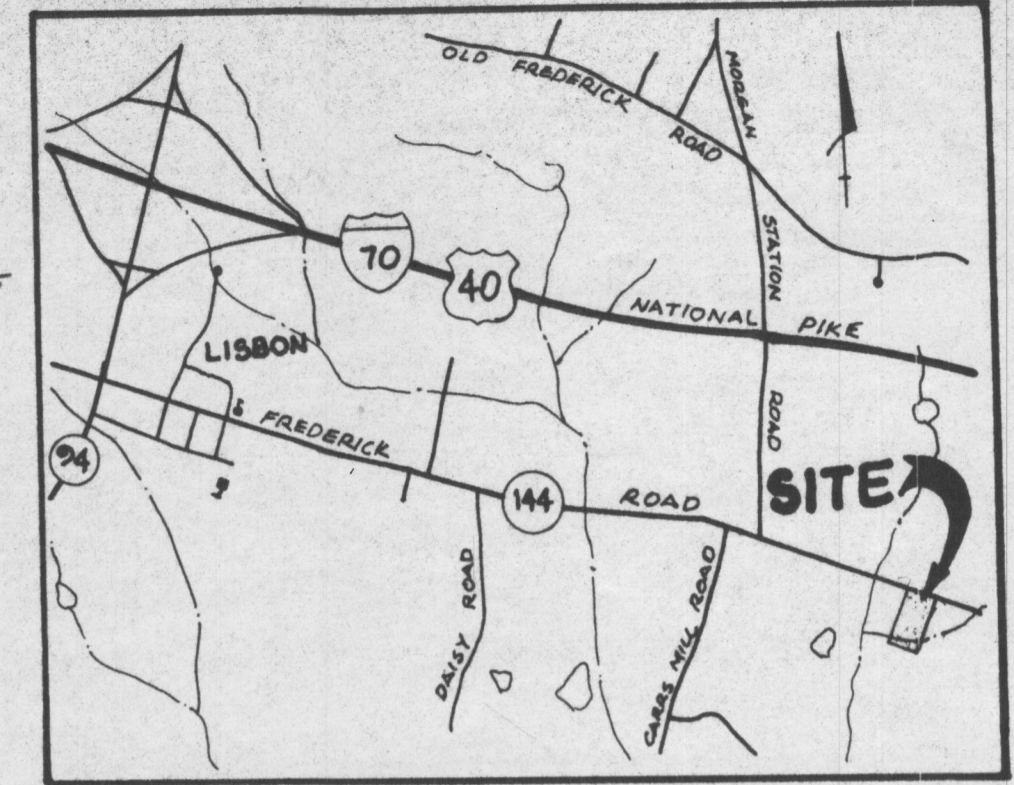 OLD FREDERICK ROAD
MORGAN STATION ROAD
70
40
NATIONAL PIKE
LISBON
94
FREDERICK ROAD
144
SITE
DAISY ROAD
CARRS MILL ROAD